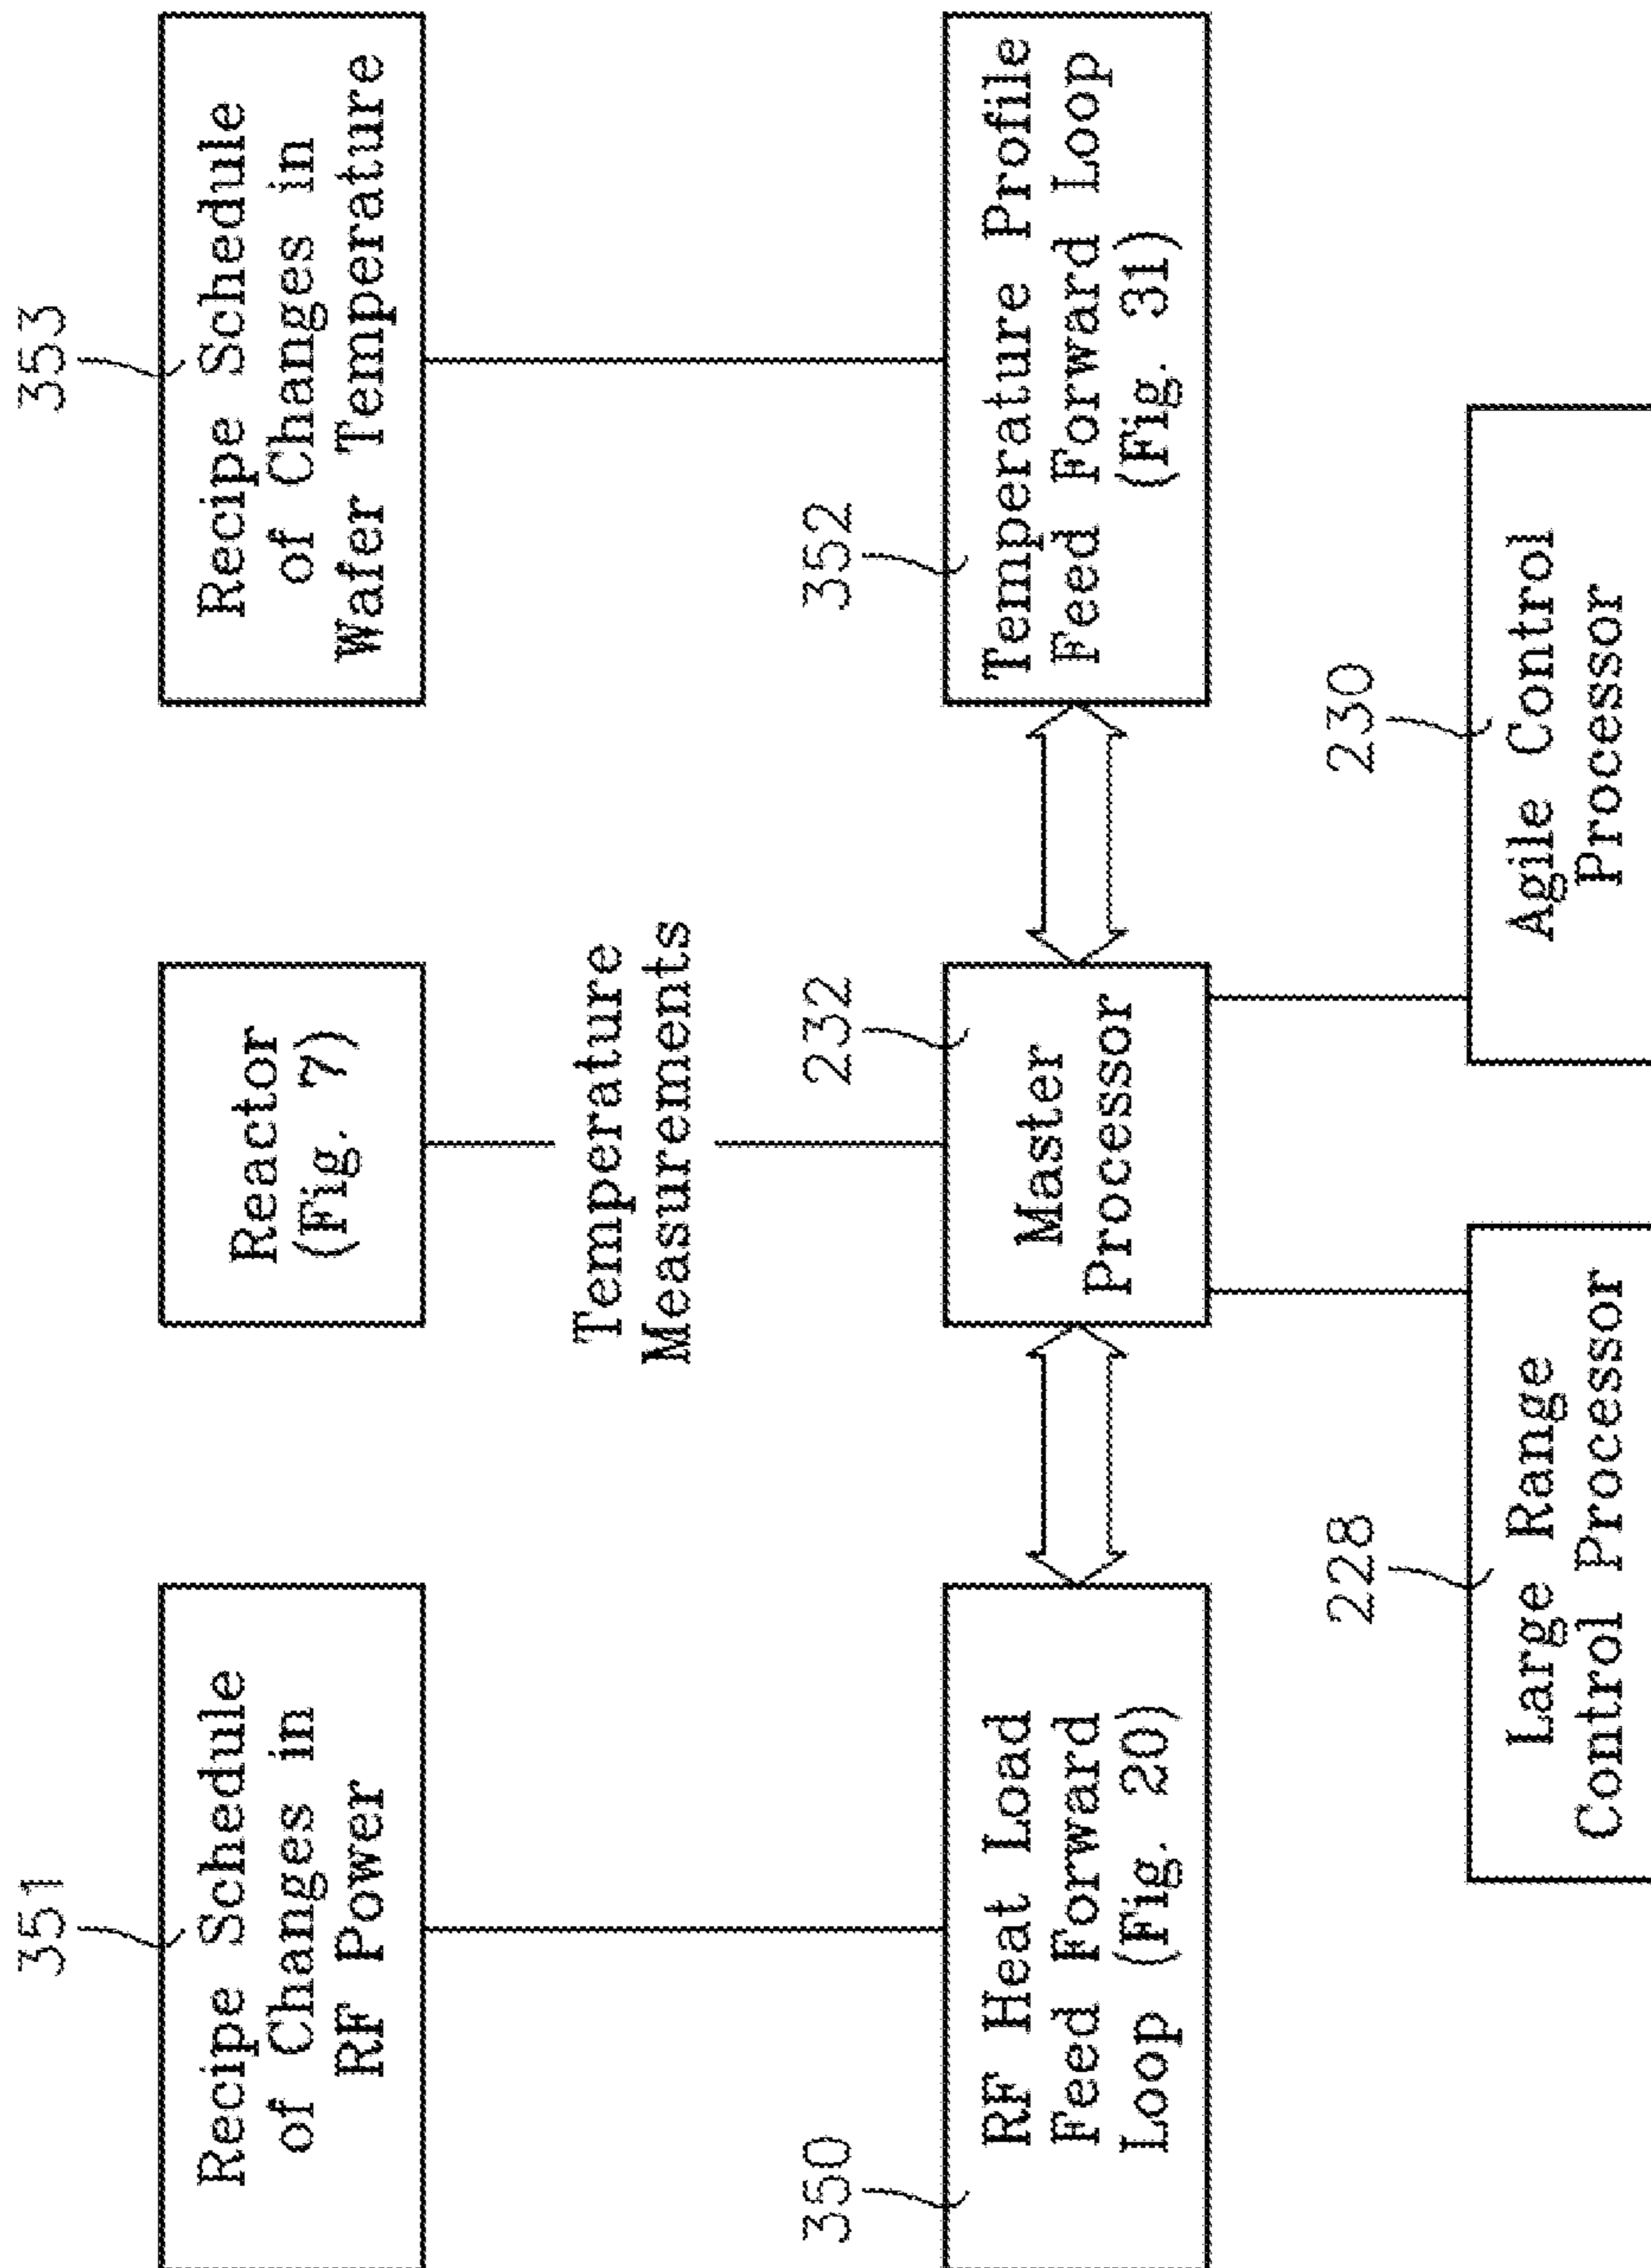 351
Recipe Schedule
of Changes in
RF Power
Reactor
(Fig. 7)
353
Recipe Schedule
of Changes in
Wafer Temperature
Temperature
Measurements
350
RF Heat Load
Feed Forward
Loop (Fig. 20)
232
Master
Processor
352
Temperature Profile
Feed Forward Loop
(Fig. 31)
228
Large Range
Control Processor
230
Agile Control
Processor